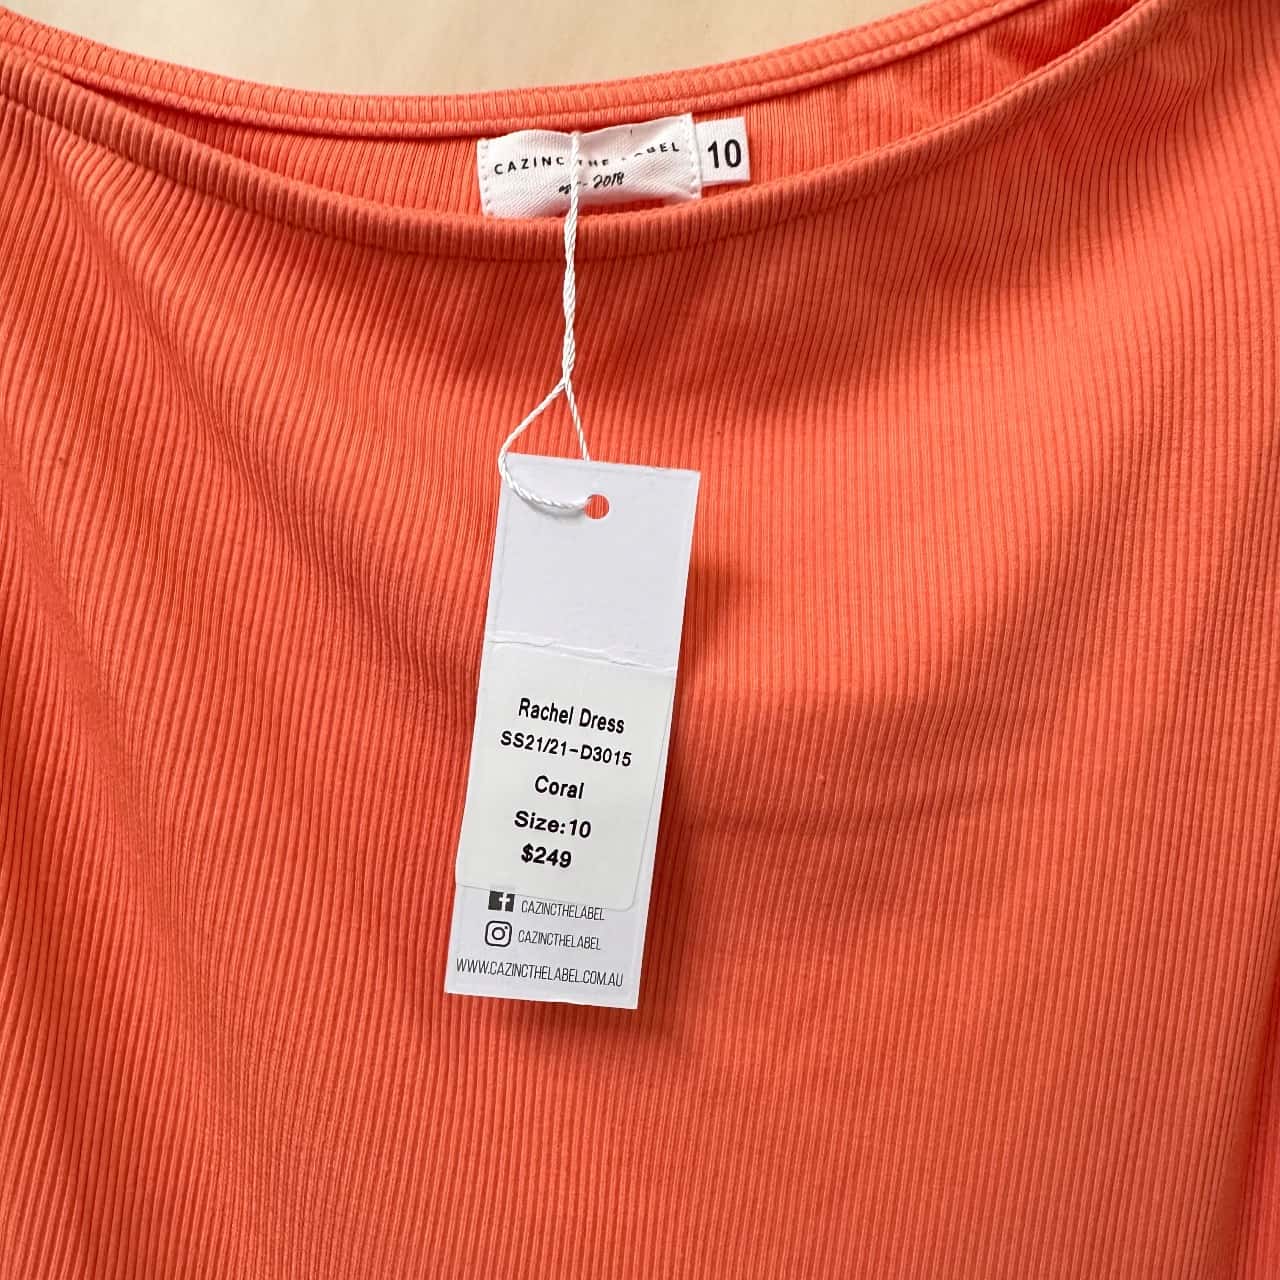 CAZINC THE LABEL
est. 2018
10
Rachel Dress
SS21/21-D3015
Coral
Size:10
$249
CAZINCTHELABEL
CAZINCTHELABEL
WWW.CAZINCTHELABEL.COM.AU